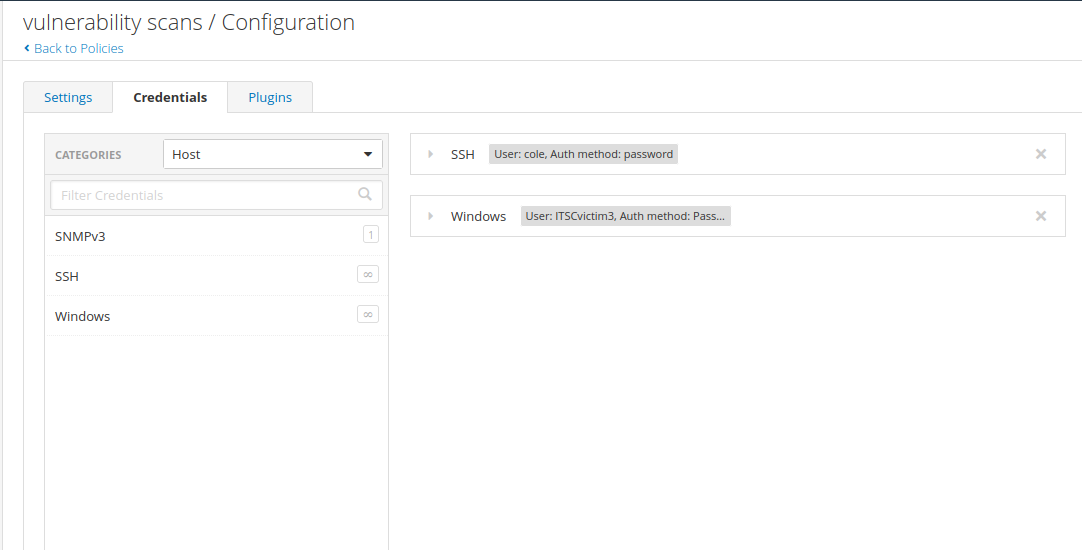 vulnerability scans / Configuration
Back to Policies
Settings
Credentials
Plugins
CATEGORIES
Host
Filter Credentials
SNMPv3
1
SSH
∞
Windows
∞
SSH
User: cole, Auth method: password
Windows
User: ITSCvictim3, Auth method: Pass...